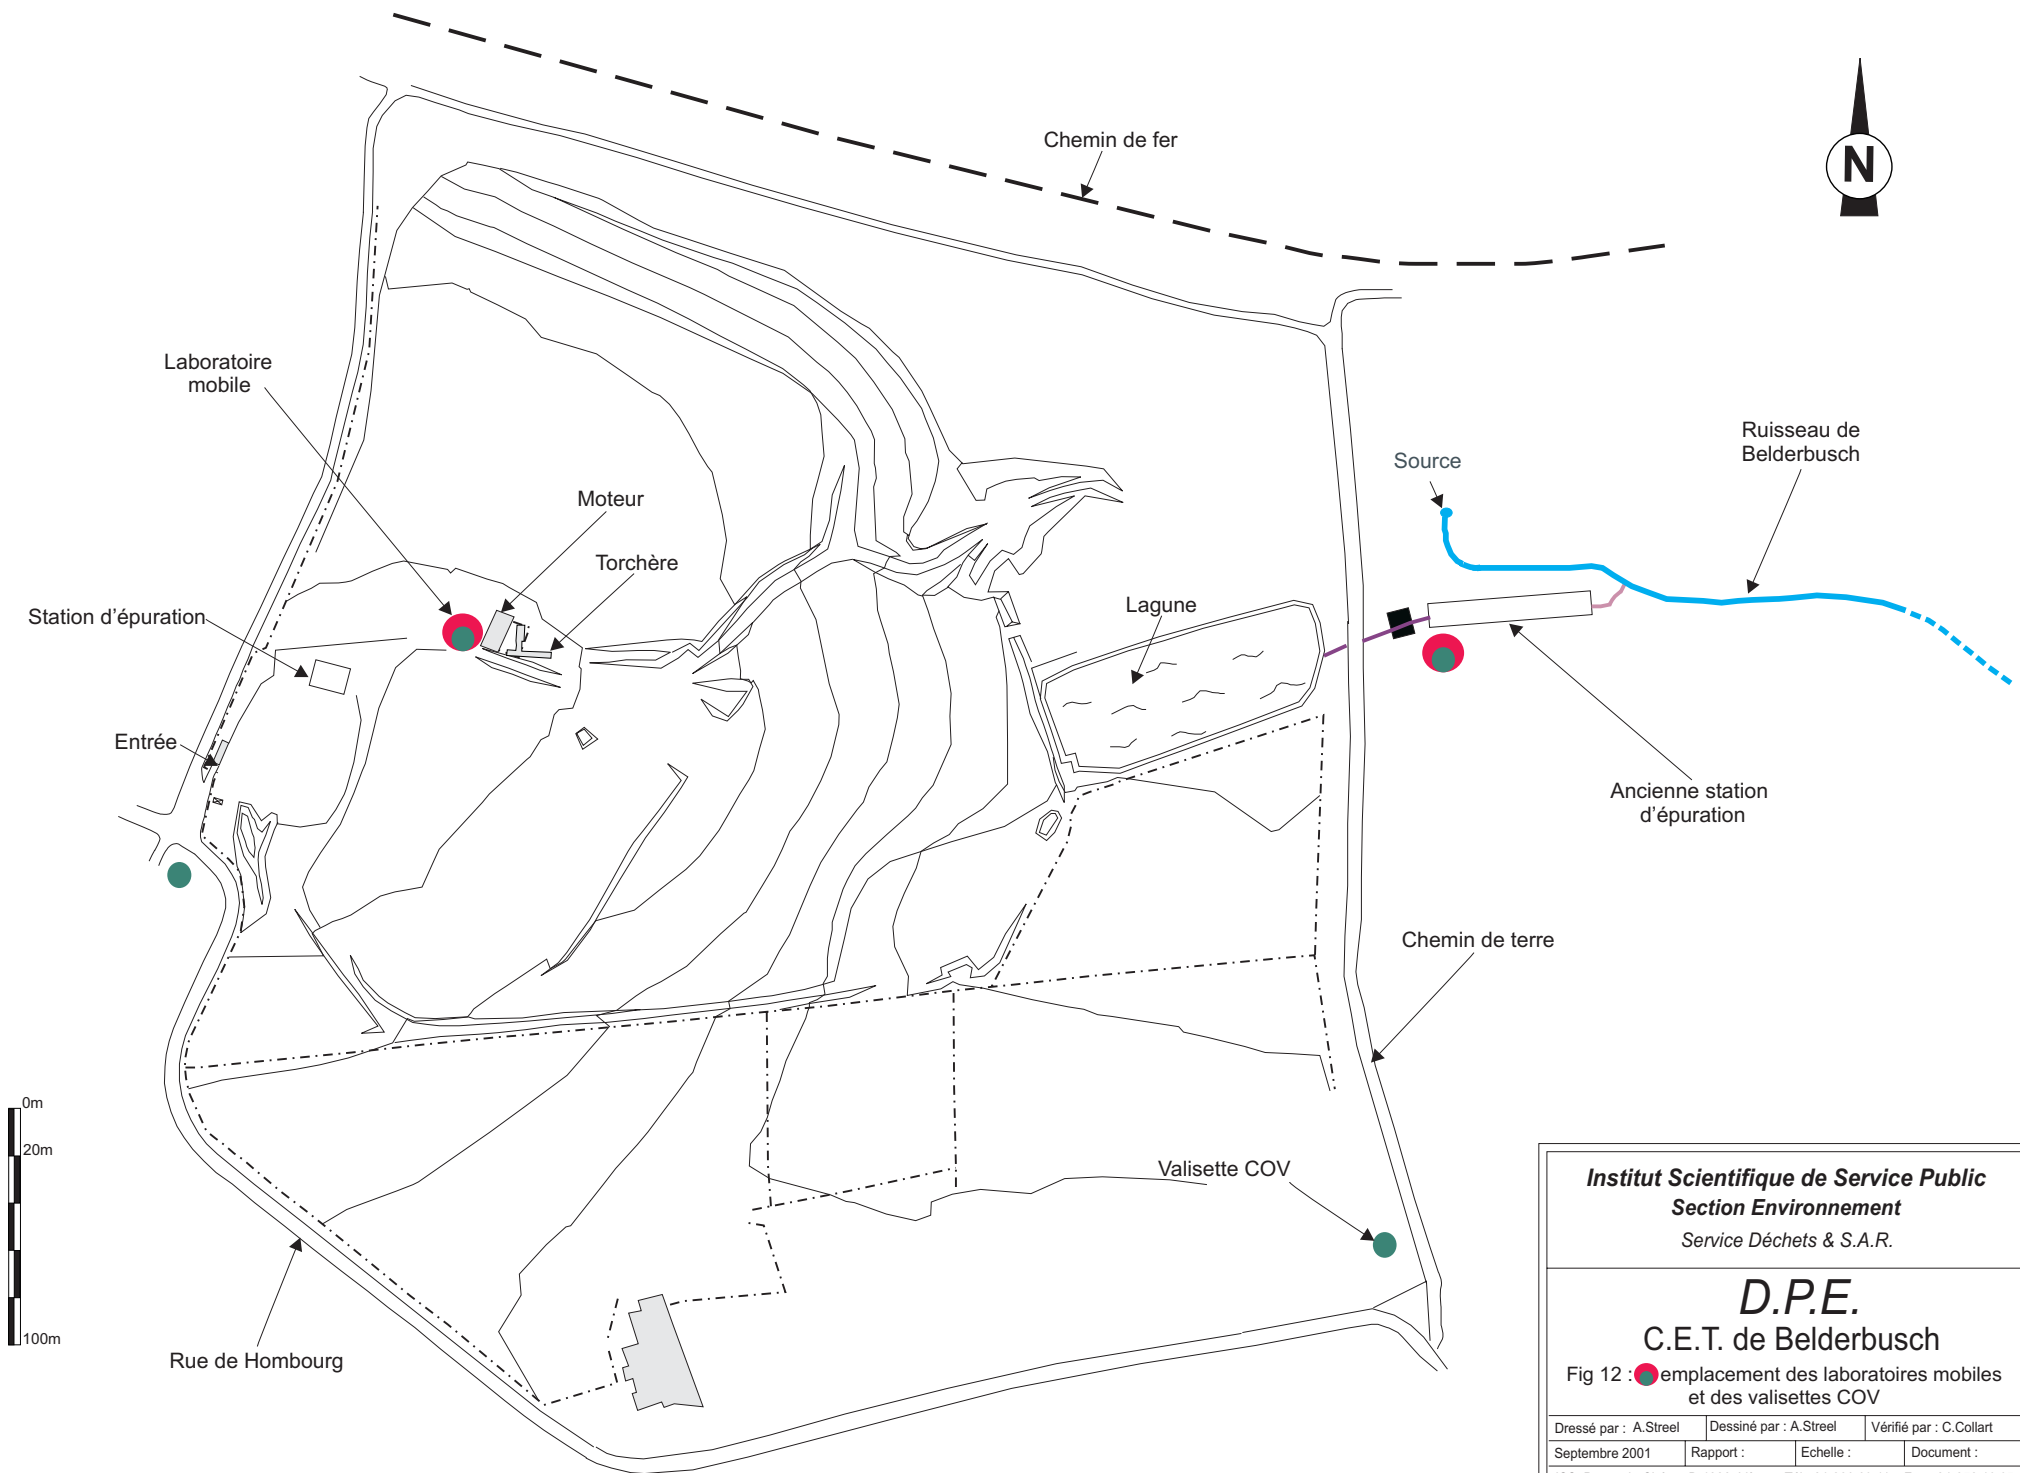 Chemin de fer
N
Laboratoire
mobile
Ruisseau de
Belderbusch
Source
Moteur
Torchère
Lagune
Station d'épuration
Entrée
Ancienne station
d'épuration
Chemin de terre
0m
20m
100m
Valisette COV
Rue de Hombourg
Institut Scientifique de Service Public
Section Environnement
Service Déchets & S.A.R.
D.P.E.
C.E.T. de Belderbusch
Fig 12 : emplacement des laboratoires mobiles
et des valisettes COV
Dressé par : A.Streel
Dessiné par : A.Streel
Vérifié par : C.Collart
Septembre 2001
Rapport :
Echelle :
Document :